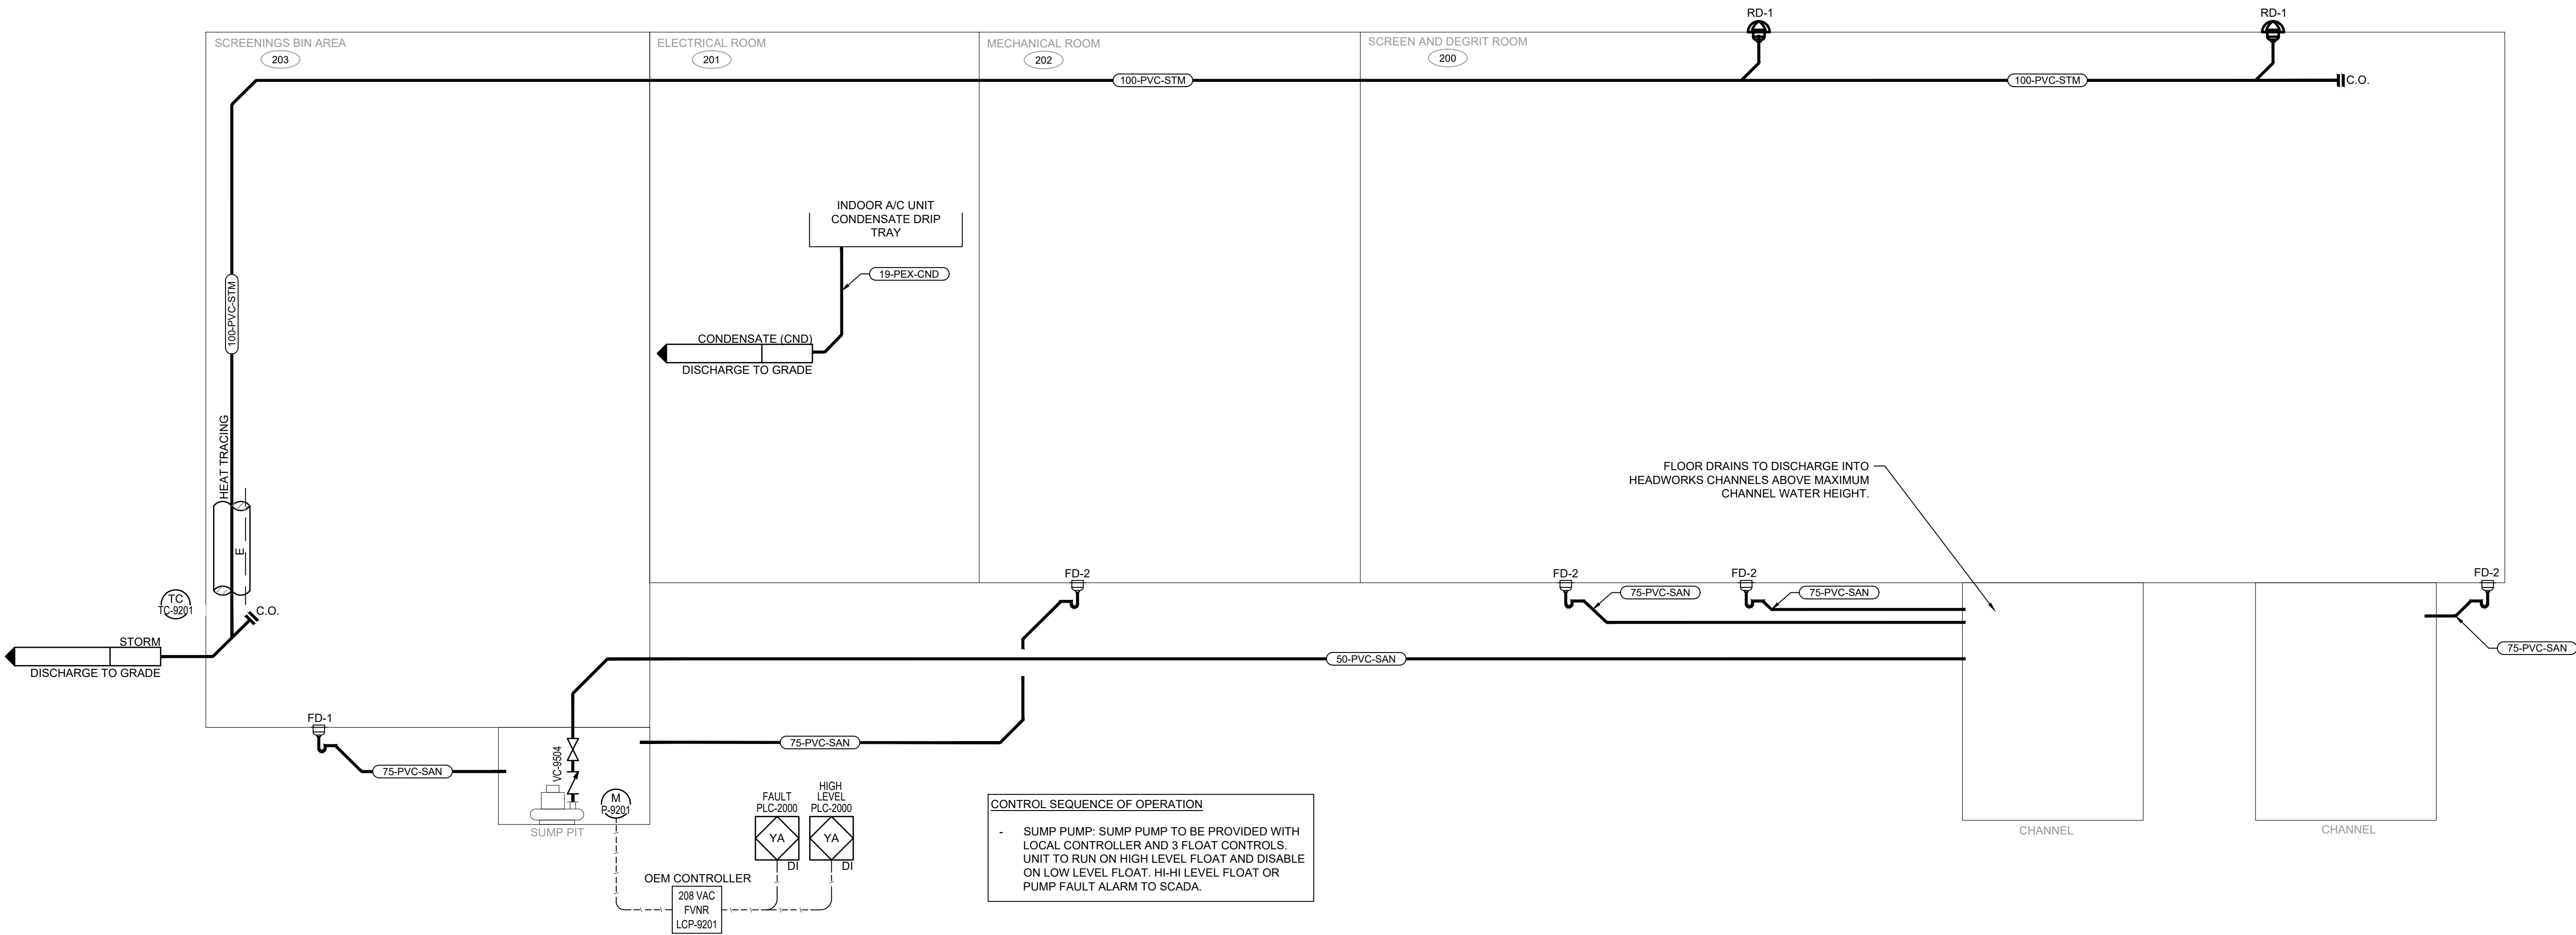 RD-1
RD-1
SCREENINGS BIN AREA
203
ELECTRICAL ROOM
201
MECHANICAL ROOM
202
SCREEN AND DEGRIT ROOM
200
100-PVC-STM
100-PVC-STM
C.O.
INDOOR A/C UNIT
CONDENSATE DRIP
TRAY
19-PEX-CND
100-PVC-STM
CONDENSATE (CND)
DISCHARGE TO GRADE
HEAT TRACING
E
FLOOR DRAINS TO DISCHARGE INTO
HEADWORKS CHANNELS ABOVE MAXIMUM
CHANNEL WATER HEIGHT.
TC
TC-9201
C.O.
STORM
DISCHARGE TO GRADE
FD-2
FD-2
75-PVC-SAN
FD-2
75-PVC-SAN
FD-2
75-PVC-SAN
50-PVC-SAN
FD-1
75-PVC-SAN
75-PVC-SAN
VC-9504
SUMP PIT
M
P-9201
FAULT
PLC-2000
YA
DI
HIGH
LEVEL
PLC-2000
YA
DI
OEM CONTROLLER
208 VAC
FVNR
LCP-9201
CONTROL SEQUENCE OF OPERATION
- SUMP PUMP: SUMP PUMP TO BE PROVIDED WITH
LOCAL CONTROLLER AND 3 FLOAT CONTROLS.
UNIT TO RUN ON HIGH LEVEL FLOAT AND DISABLE
ON LOW LEVEL FLOAT. HI-HI LEVEL FLOAT OR
PUMP FAULT ALARM TO SCADA.
CHANNEL
CHANNEL